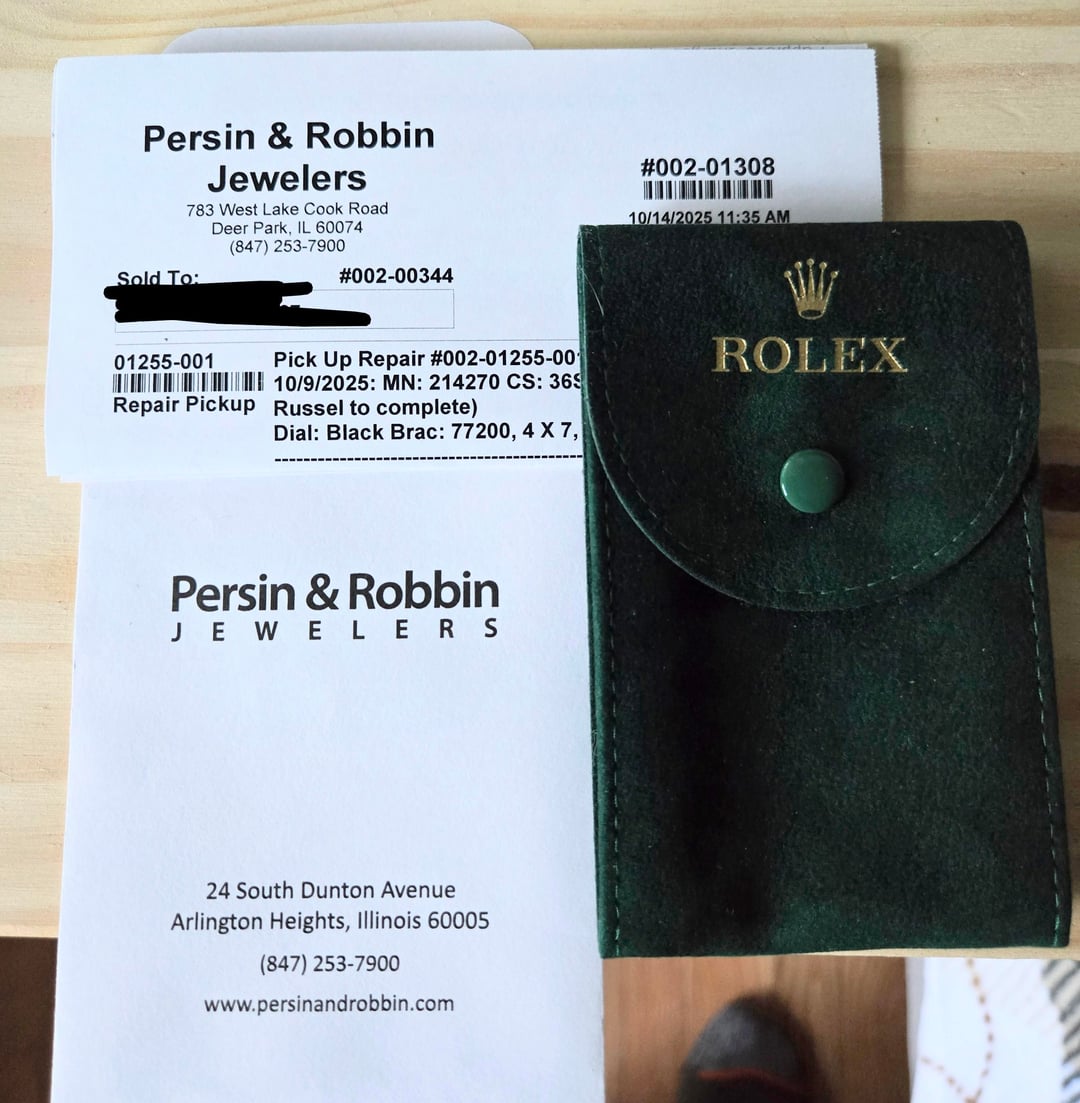 Persin & Robbin
Jewelers
783 West Lake Cook Road
Deer Park, IL 60074
(847) 253-7900
#002-01308
10/14/2025 11:35 AM
Sold To:
#002-00344
01255-001
Repair Pickup
Pick Up Repair #002-01255-001
10/9/2025: MN: 214270 CS: 36S
Russel to complete)
Dial: Black Brac: 77200, 4 X 7,
ROLEX
Persin & Robbin
JEWELERS
24 South Dunton Avenue
Arlington Heights, Illinois 60005
(847) 253-7900
www.persinandrobbin.com